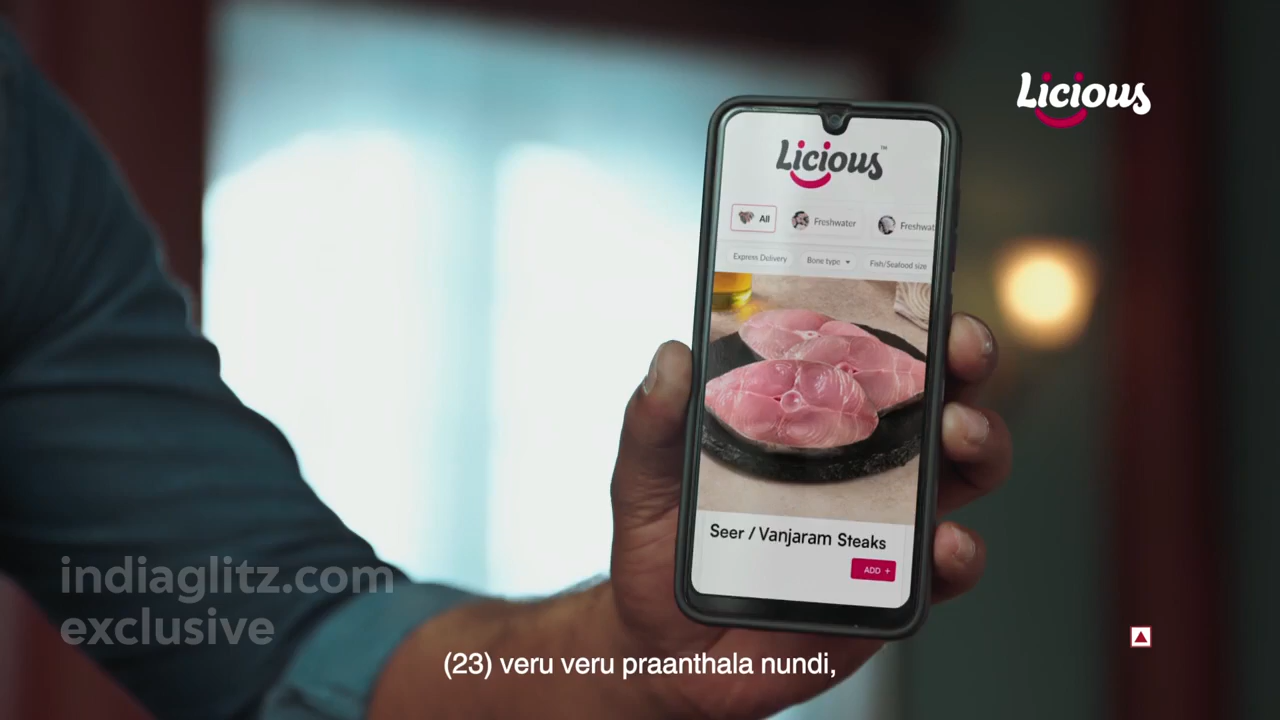 Licious
Licious™
All
Freshwater
Freshwat
Express Delivery
Bone type
Fish/Seafood size
Seer / Vanjaram Steaks
ADD +
indiaglitz.com
exclusive
(23) veru veru praanthala nundi,